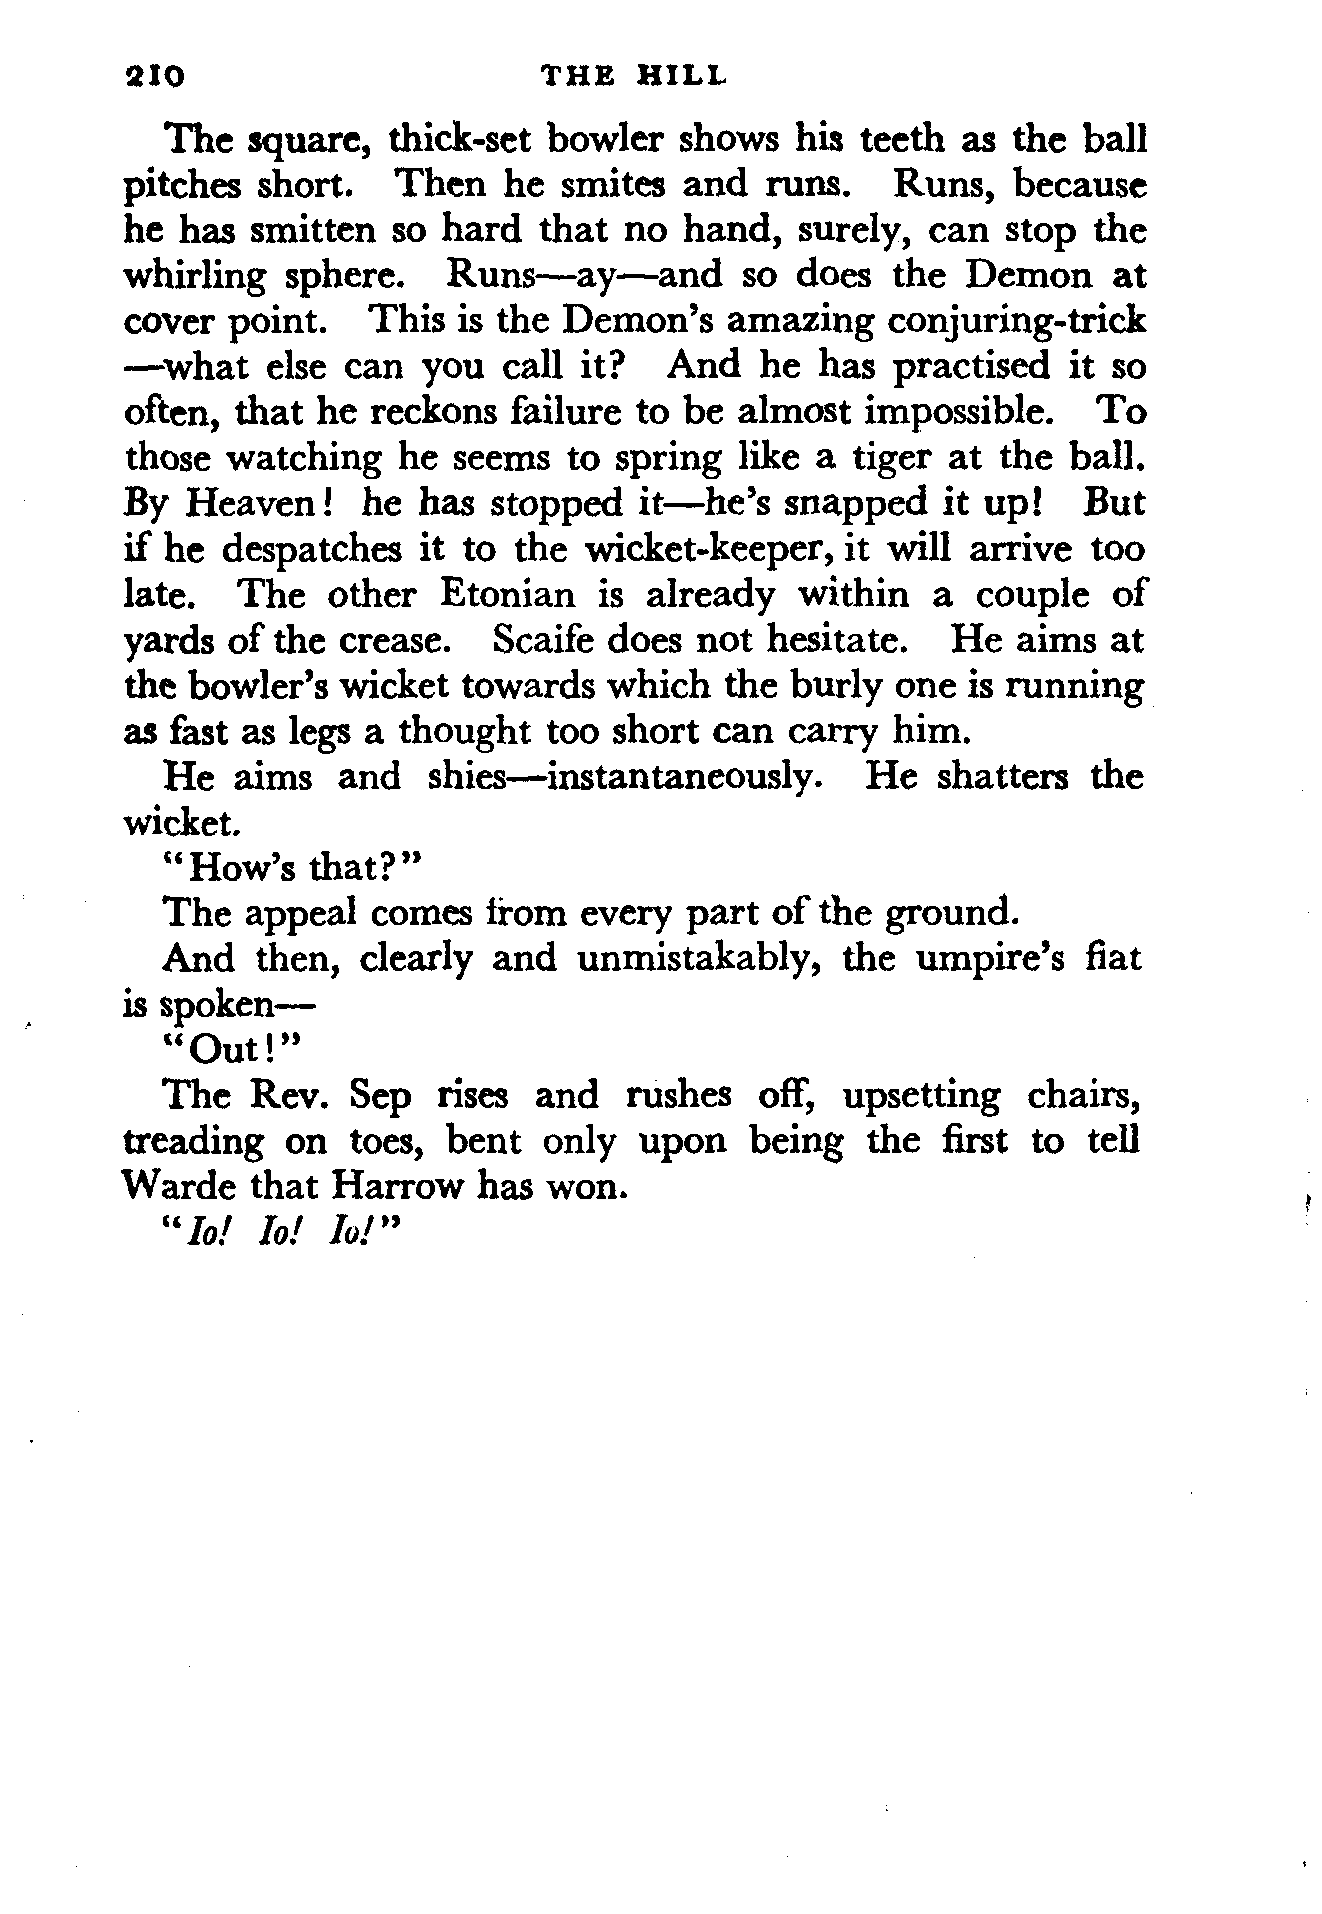 210 THE HILL
The square, thick-set bowler shows his teeth as the ball
pitches short. Then he smites and runs. Runs, because
he has smitten so hard that no hand, surely, can stop the
whirling sphere. Runs—ay—and so does the Demon at
cover point. This is the Demon's amazing conjuring-trick
—what else can you call it? And he has practised it so
often, that he reckons failure to be almost impossible. To
those watching he seems to spring like a tiger at the ball.
By Heaven! he has stopped it—he's snapped it up! But
if he despatches it to the wicket-keeper, it will arrive too
late. The other Etonian is already within a couple of
yards of the crease. Scaife does not hesitate. He aims at
the bowler's wicket towards which the burly one is running
as fast as legs a thought too short can carry him.
He aims and shies—instantaneously. He shatters the
wicket.
"How's that?"
The appeal comes from every part of the ground.
And then, clearly and unmistakably, the umpire's fiat
is spoken—
"Out!"
The Rev. Sep rises and rushes off, upsetting chairs,
treading on toes, bent only upon being the first to tell
Warde that Harrow has won.
"Io! Io! Io!"